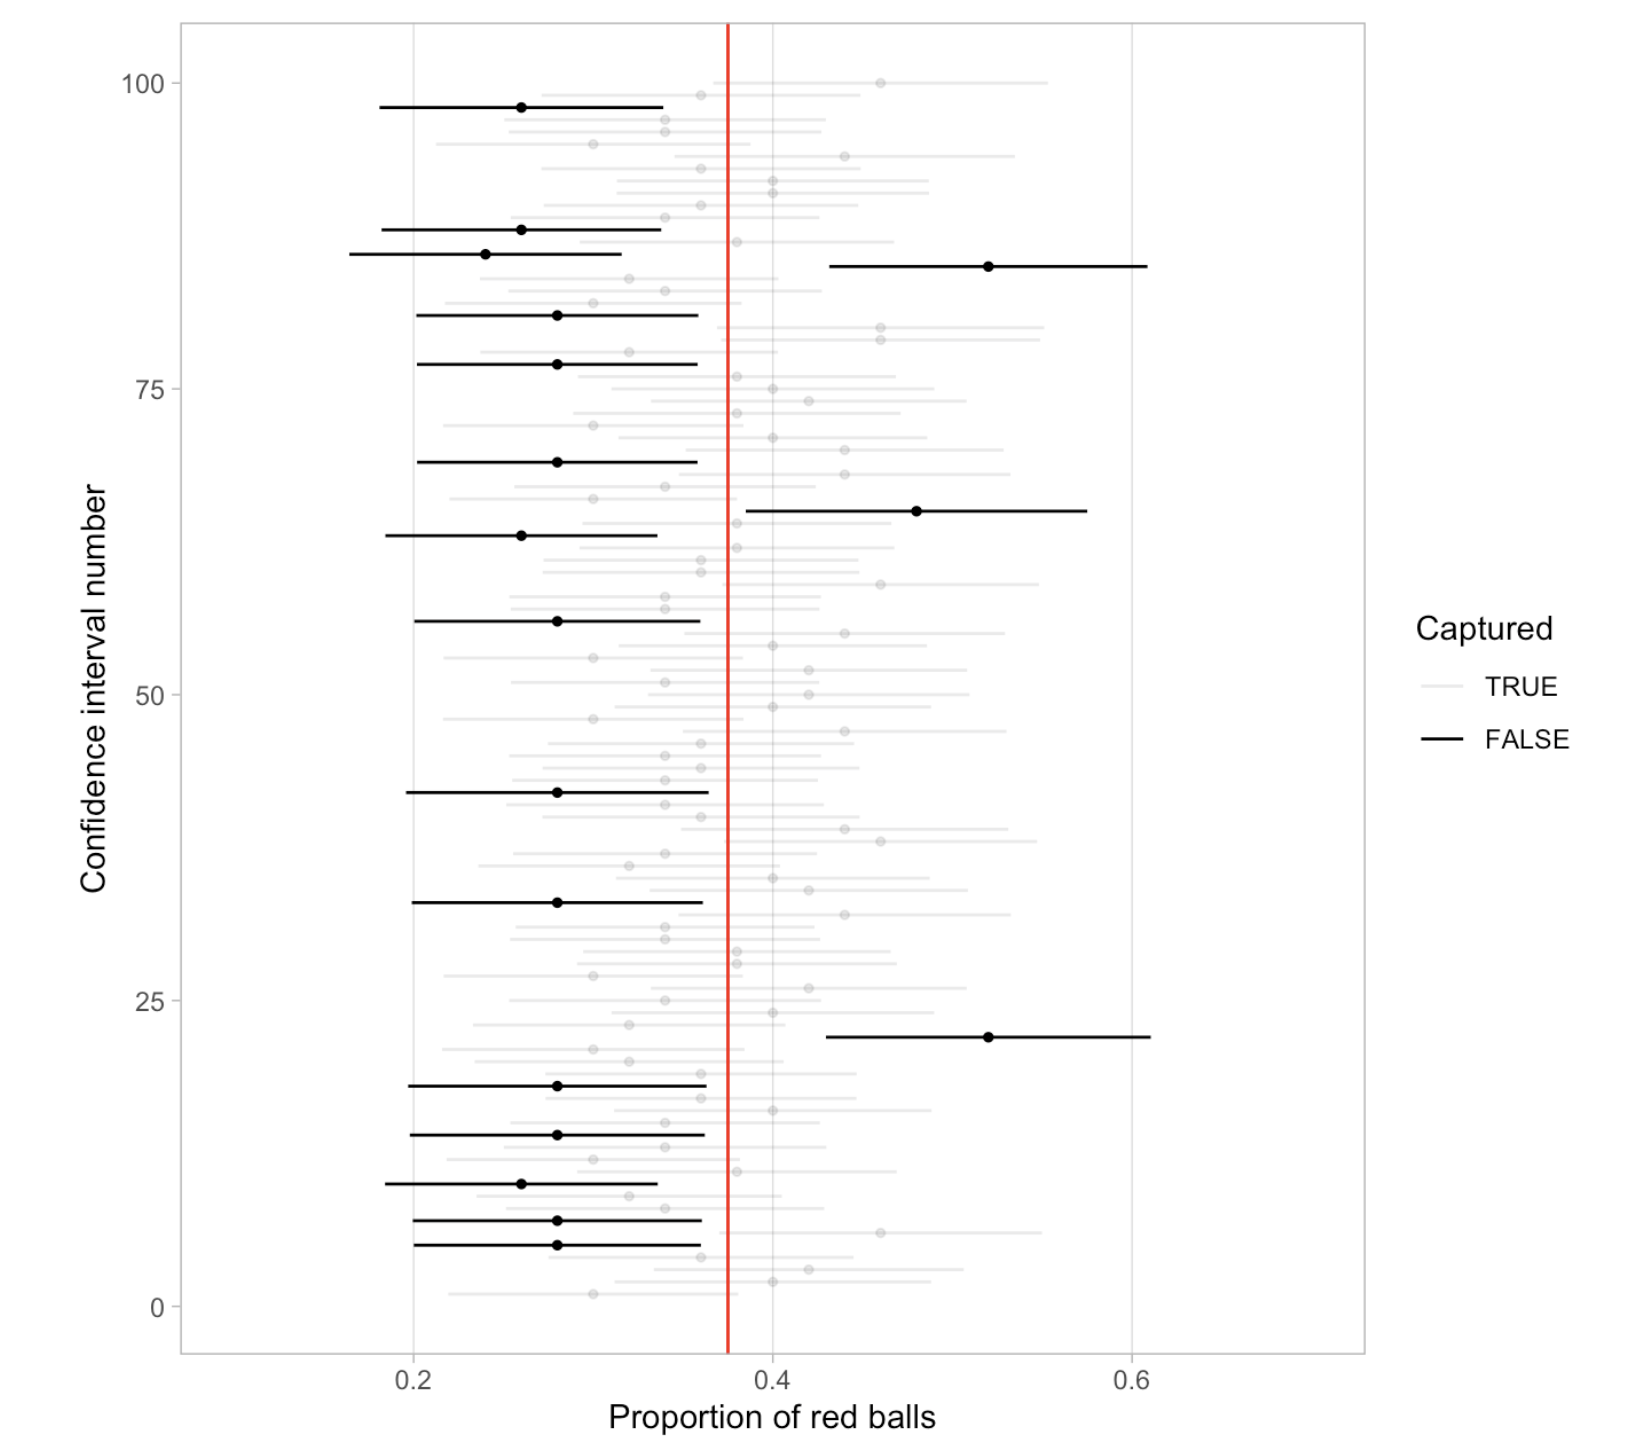 100
75
50
25
0
Confidence interval number
0.2 0.4 0.6
Proportion of red balls
Captured
TRUE
FALSE